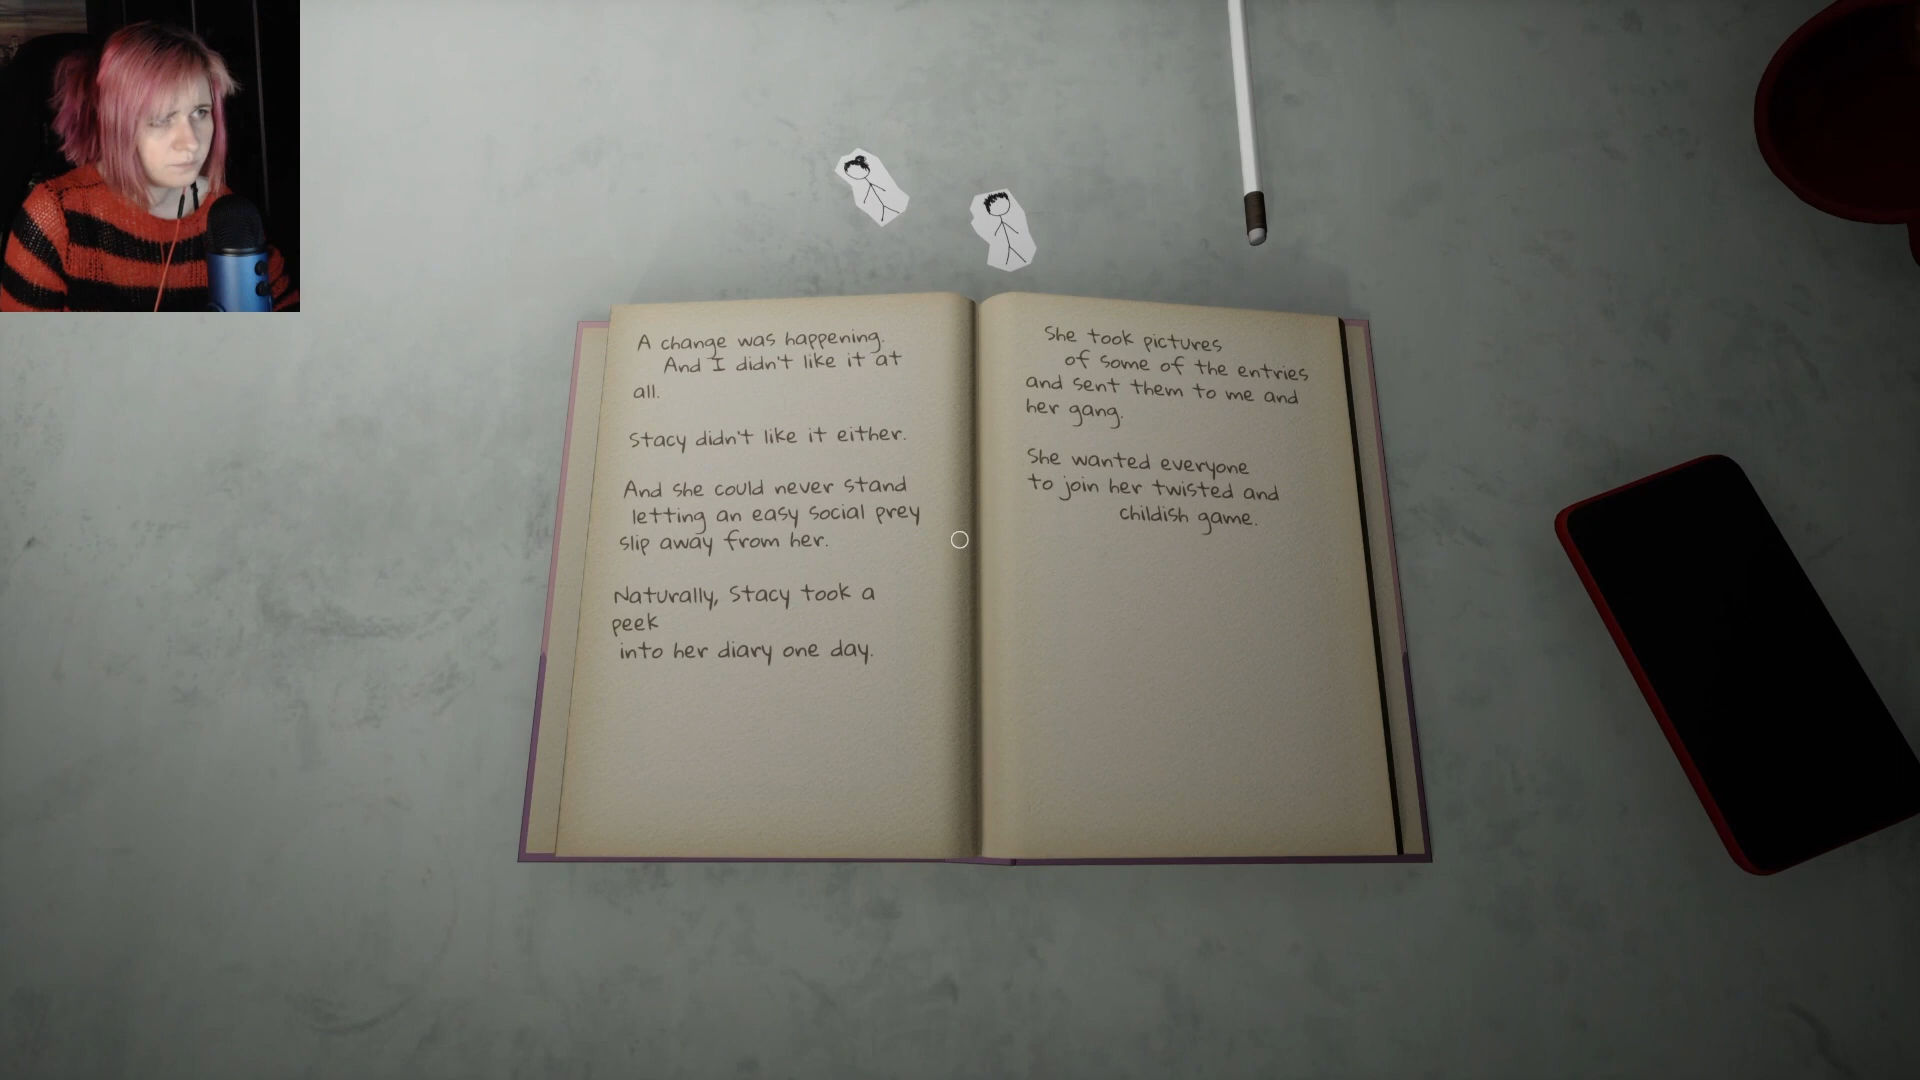 A change was happening.
And I didn't like it at
all.
Stacy didn't like it either.
And she could never stand
letting an easy social prey
slip away from her.
Naturally, Stacy took a
peek
into her diary one day.
She took pictures
of some of the entries
and sent them to me and
her gang.
She wanted everyone
to join her twisted and
childish game.